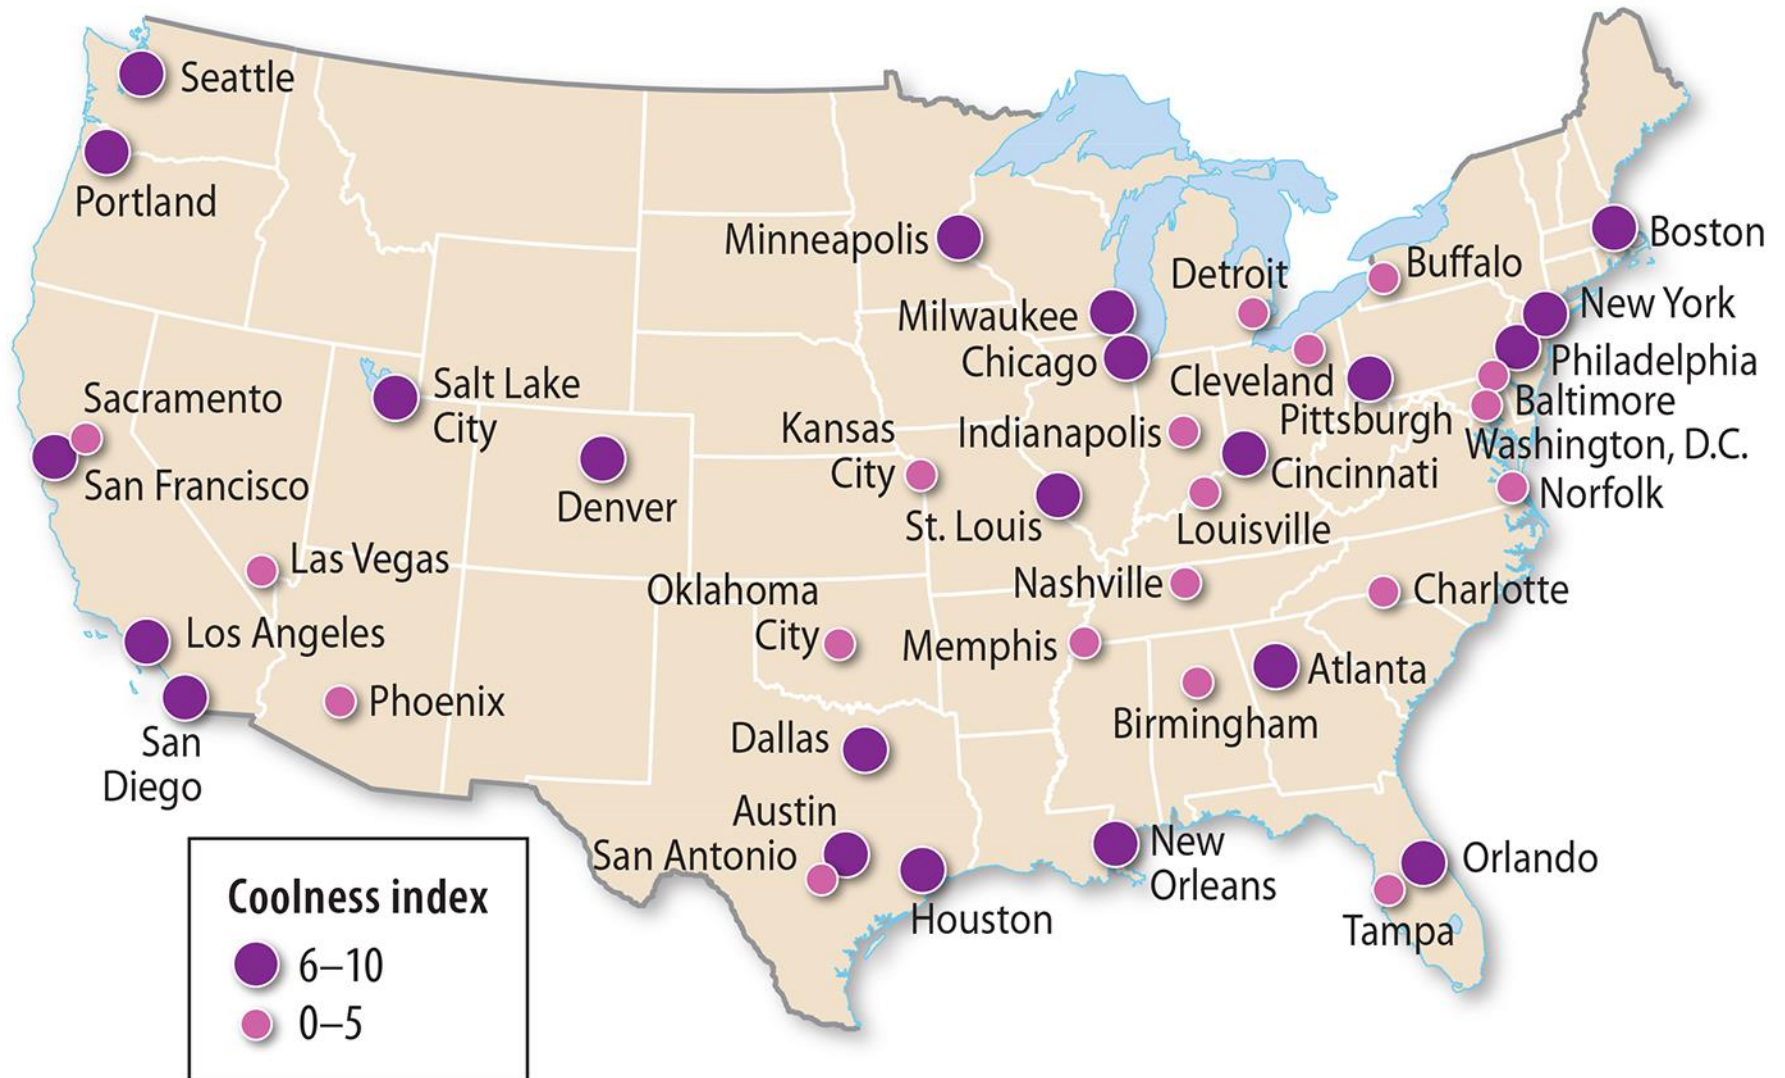 Seattle
Portland
Minneapolis
Boston
Buffalo
Detroit
New York
Milwaukee
Chicago
Philadelphia
Cleveland
Salt Lake
City
Sacramento
Baltimore
Pittsburgh
Kansas
City
Indianapolis
Washington, D.C.
Cincinnati
San Francisco
Norfolk
Denver
St. Louis
Louisville
Las Vegas
Nashville
Charlotte
Oklahoma
City
Los Angeles
Memphis
Atlanta
Phoenix
Birmingham
San
Diego
Dallas
Austin
San Antonio
New
Orleans
Orlando
Houston
Tampa
Coolness index
6–10
0–5